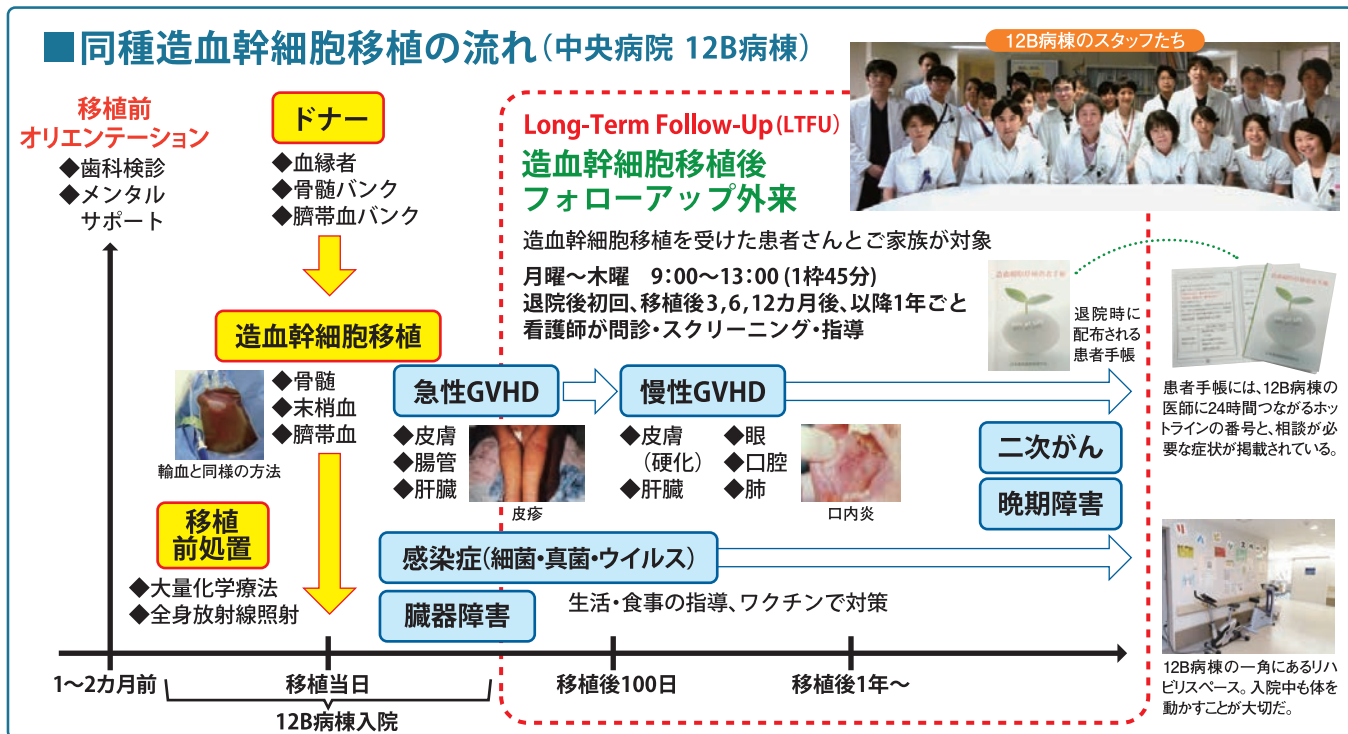 ■同種造血幹細胞移植の流れ（中央病院 12B病棟）
12B病棟のスタッフたち
移植前
オリエンテーション
◆歯科検診
◆メンタル
サポート
ドナー
◆血縁者
◆骨髄バンク
◆臍帯血バンク
造血幹細胞移植
◆骨髄
◆末梢血
◆臍帯血
輸血と同様の方法
移植
前処置
◆大量化学療法
◆全身放射線照射
Long-Term Follow-Up（LTFU）
造血幹細胞移植後
フォローアップ外来
造血幹細胞移植を受けた患者さんとご家族が対象
月曜～木曜　9：00～13：00（1枠45分）
退院後初回、移植後3,6,12カ月後、以降1年ごと
看護師が問診・スクリーニング・指導
退院時に
配布される
患者手帳
患者手帳には、12B病棟の
医師に24時間つながるホッ
トラインの番号と、相談が必
要な症状が掲載されている。
急性GVHD
◆皮膚
◆腸管
◆肝臓
皮疹
慢性GVHD
◆皮膚
（硬化）
◆肝臓
◆眼
◆口腔
◆肺
口内炎
二次がん
晩期障害
感染症（細菌・真菌・ウイルス）
臓器障害
生活・食事の指導、ワクチンで対策
12B病棟の一角にあるリハ
ビリスペース。入院中も体を
動かすことが大切だ。
1～2カ月前
移植当日
移植後100日
移植後1年～
12B病棟入院